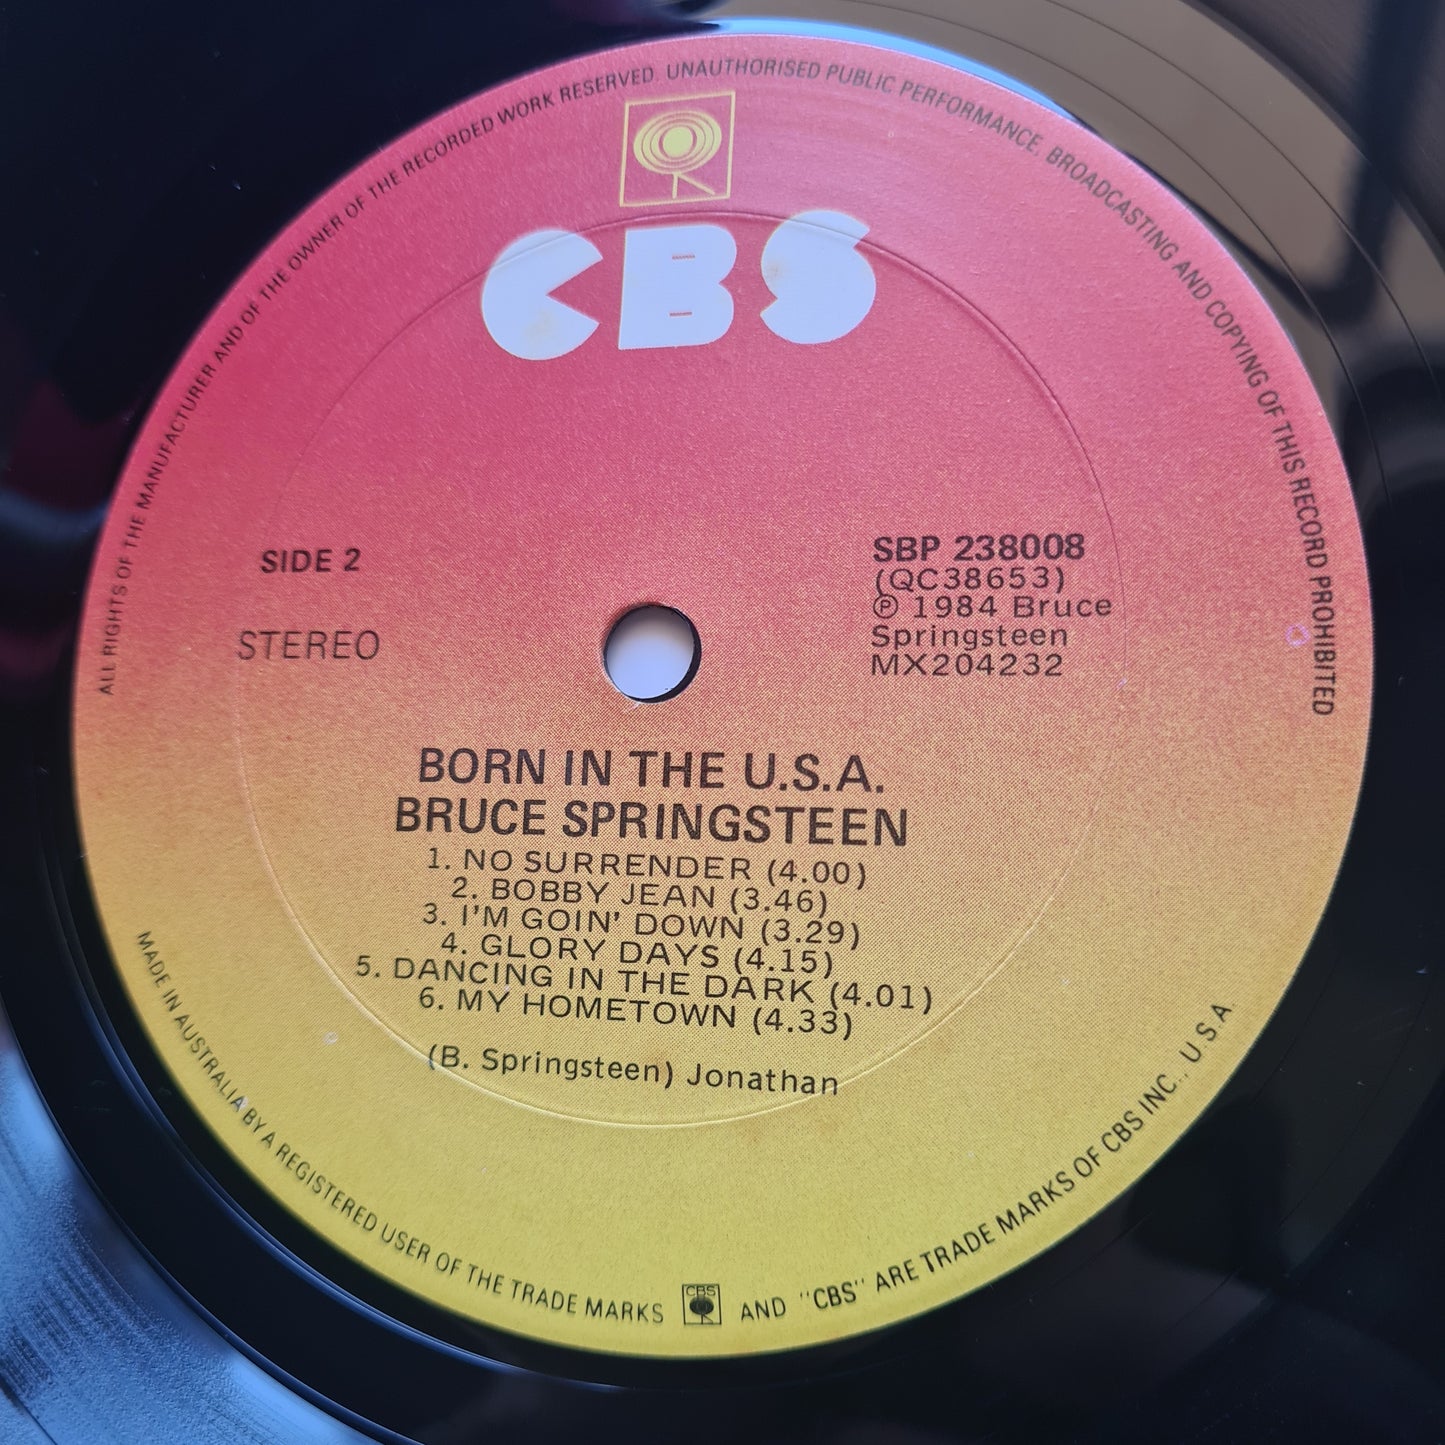 ALL RIGHTS OF THE MANUFACTURER AND OF THE OWNER OF THE RECORDED WORK RESERVED. UNAUTHORISED PUBLIC PERFORMANCE, BROADCASTING AND COPYING OF THIS RECORD PROHIBITED
CBS
SIDE 2
STEREO
SBP 238008
(QC38653)
℗ 1984 Bruce
Springsteen
MX204232
BORN IN THE U.S.A.
BRUCE SPRINGSTEEN
1. NO SURRENDER (4.00)
2. BOBBY JEAN (3.46)
3. I'M GOIN' DOWN (3.29)
4. GLORY DAYS (4.15)
5. DANCING IN THE DARK (4.01)
6. MY HOMETOWN (4.33)
(B. Springsteen) Jonathan
MADE IN AUSTRALIA BY A REGISTERED USER OF THE TRADE MARKS CBS AND "CBS" ARE TRADE MARKS OF CBS INC., U.S.A.